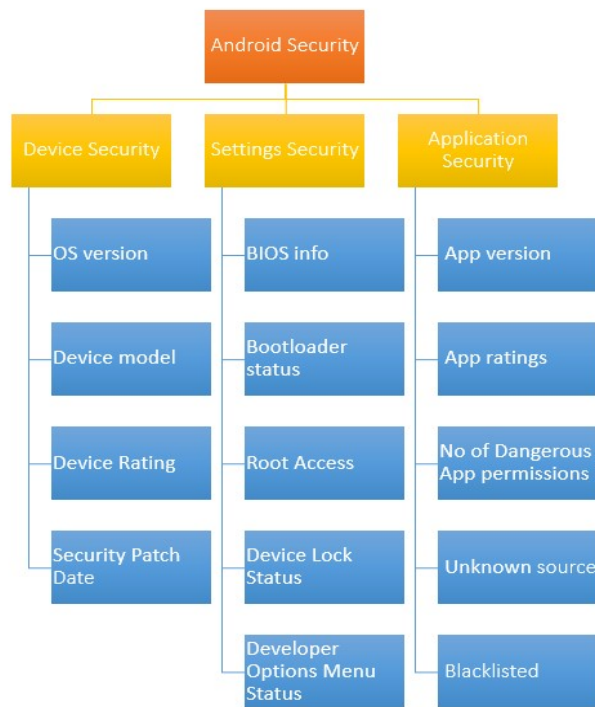 Android Security
Device Security
Settings Security
Application
Security
OS version
BIOS info
App version
Device model
Bootloader
status
App ratings
Device Rating
Root Access
No of Dangerous
App permissions
Security Patch
Date
Device Lock
Status
Unknown source
Developer
Options Menu
Status
Blacklisted